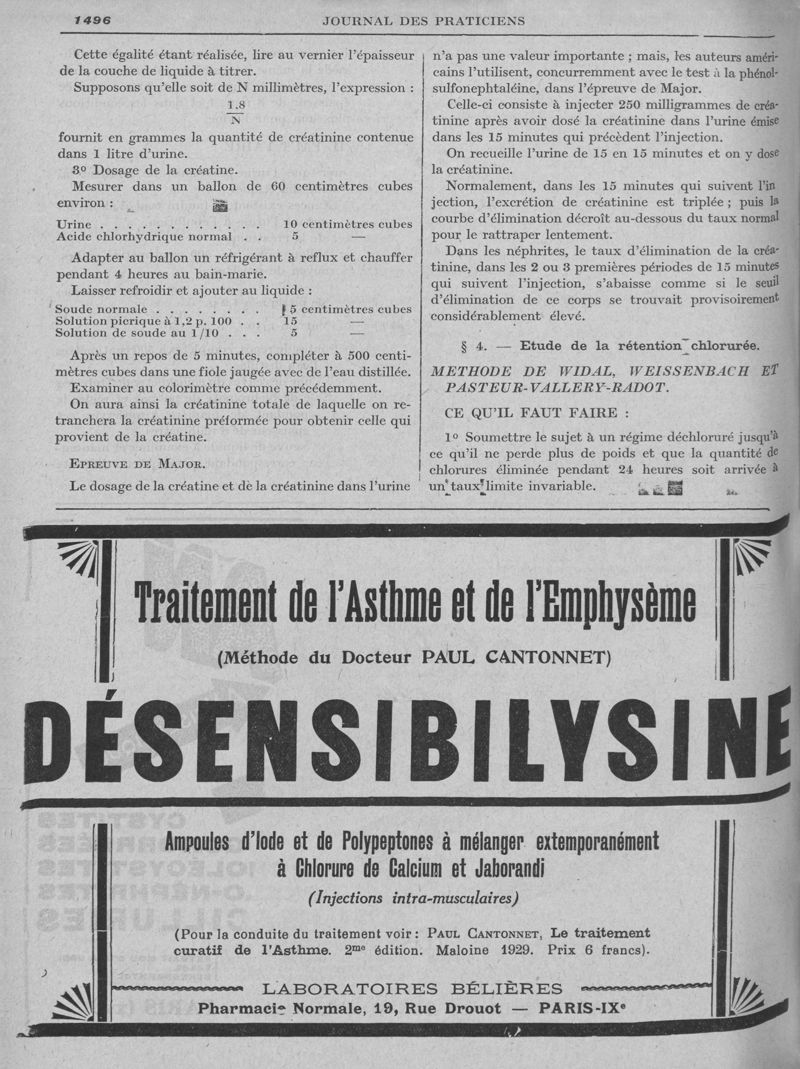 1496
JOURNAL DES PRATICIENS
Cette égalité étant réalisée, lire au vernier l'épaisseur
de la couche de liquide à titrer.
Supposons qu'elle soit de N millimètres, l'expression :
1.8
N
fournit en grammes la quantité de créatinine contenue
dans 1 litre d'urine.
3º Dosage de la créatine.
Mesurer dans un ballon de 60 centimètres cubes
environ :
Urine . . . . . . . . . . . . 10 centimètres cubes
Acide chlorhydrique normal . . 5 —
Adapter au ballon un réfrigérant à reflux et chauffer
pendant 4 heures au bain-marie.
Laisser refroidir et ajouter au liquide :
Soude normale . . . . . . . . 5 centimètres cubes
Solution picrique à 1,2 p. 100 . . 15 —
Solution de soude au 1/10 . . . 5 —
Après un repos de 5 minutes, compléter à 500 centi-
mètres cubes dans une fiole jaugée avec de l'eau distillée.
Examiner au colorimètre comme précédemment.
On aura ainsi la créatinine totale de laquelle on re-
tranchera la créatinine préformée pour obtenir celle qui
provient de la créatine.
EPREUVE DE MAJOR.
Le dosage de la créatine et dè la créatinine dans l'urine
n'a pas une valeur importante ; mais, les auteurs améri-
cains l'utilisent, concurremment avec le test à la phénol-
sulfonephtaléine, dans l'épreuve de Major.
Celle-ci consiste à injecter 250 milligrammes de créa-
tinine après avoir dosé la créatinine dans l'urine émise
dans les 15 minutes qui précèdent l'injection.
On recueille l'urine de 15 en 15 minutes et on y dose
la créatinine.
Normalement, dans les 15 minutes qui suivent l'in
jection, l'excrétion de créatinine est triplée ; puis la
courbe d'élimination décroît au-dessous du taux normal
pour le rattraper lentement.
Dans les néphrites, le taux d'élimination de la créa-
tinine, dans les 2 ou 3 premières périodes de 15 minutes
qui suivent l'injection, s'abaisse comme si le seuil
d'élimination de ce corps se trouvait provisoirement
considérablement élevé.
§ 4. — Etude de la rétention chlorurée.
METHODE DE WIDAL, WEISSENBACH ET
PASTEUR-VALLERY-RADOT.
CE QU'IL FAUT FAIRE :
1º Soumettre le sujet à un régime déchloruré jusqu'à
ce qu'il ne perde plus de poids et que la quantité de
chlorures éliminée pendant 24 heures soit arrivée à
un taux limite invariable.
Traitement de l'Asthme et de l'Emphysème
(Méthode du Docteur PAUL CANTONNET)
DÉSENSIBILYSINE
Ampoules d'Iode et de Polypeptones à mélanger extemporanément
à Chlorure de Calcium et Jaborandi
(Injections intra-musculaires)
(Pour la conduite du traitement voir : PAUL CANTONNET, Le traitement
curatif de l'Asthme. 2me édition. Maloine 1929. Prix 6 francs).
LABORATOIRES BÉLIÈRES
Pharmacie Normale, 19, Rue Drouot — PARIS-IXe